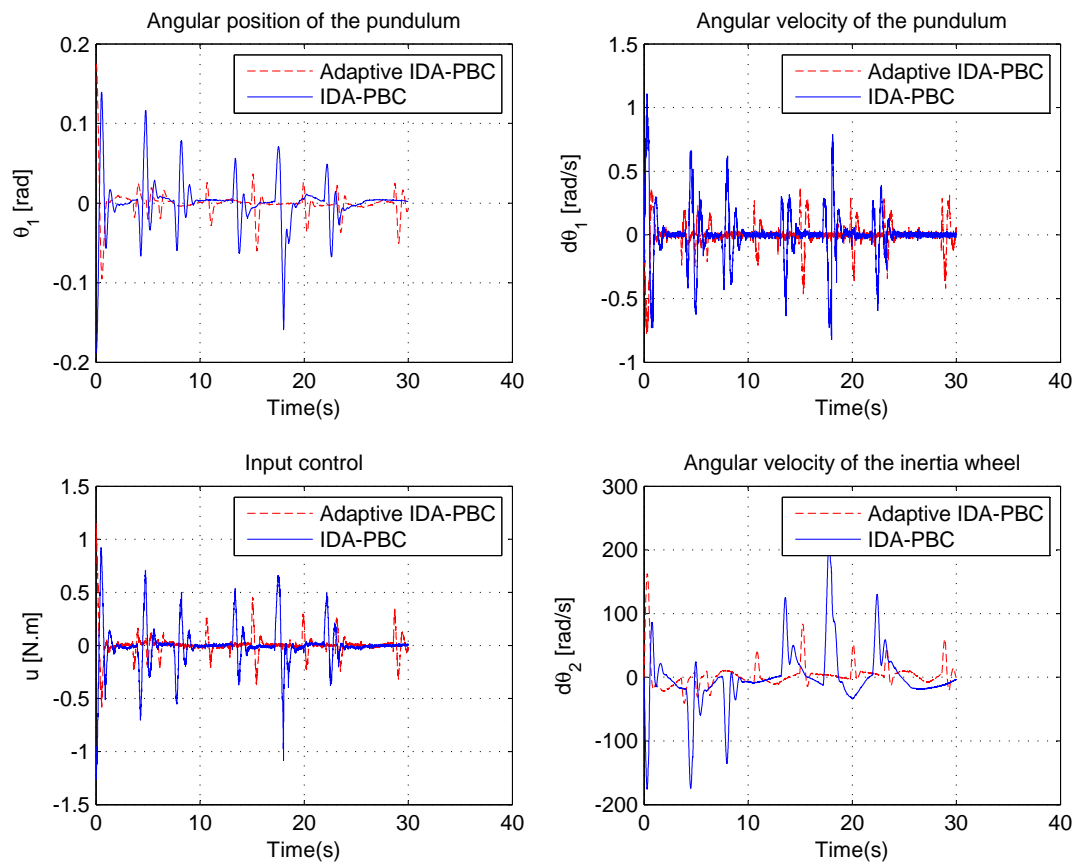 Angular position of the pundulum
0.2
0.1
0
-0.1
-0.2
θ_1 [rad]
0 10 20 30 40
Time(s)
Adaptive IDA-PBC
IDA-PBC
Angular velocity of the pundulum
1.5
1
0.5
0
-0.5
-1
dθ_1 [rad/s]
0 10 20 30 40
Time(s)
Adaptive IDA-PBC
IDA-PBC
Input control
1.5
1
0.5
0
-0.5
-1
-1.5
u [N.m]
0 10 20 30 40
Time(s)
Adaptive IDA-PBC
IDA-PBC
Angular velocity of the inertia wheel
300
200
100
0
-100
-200
dθ_2 [rad/s]
0 10 20 30 40
Time(s)
Adaptive IDA-PBC
IDA-PBC